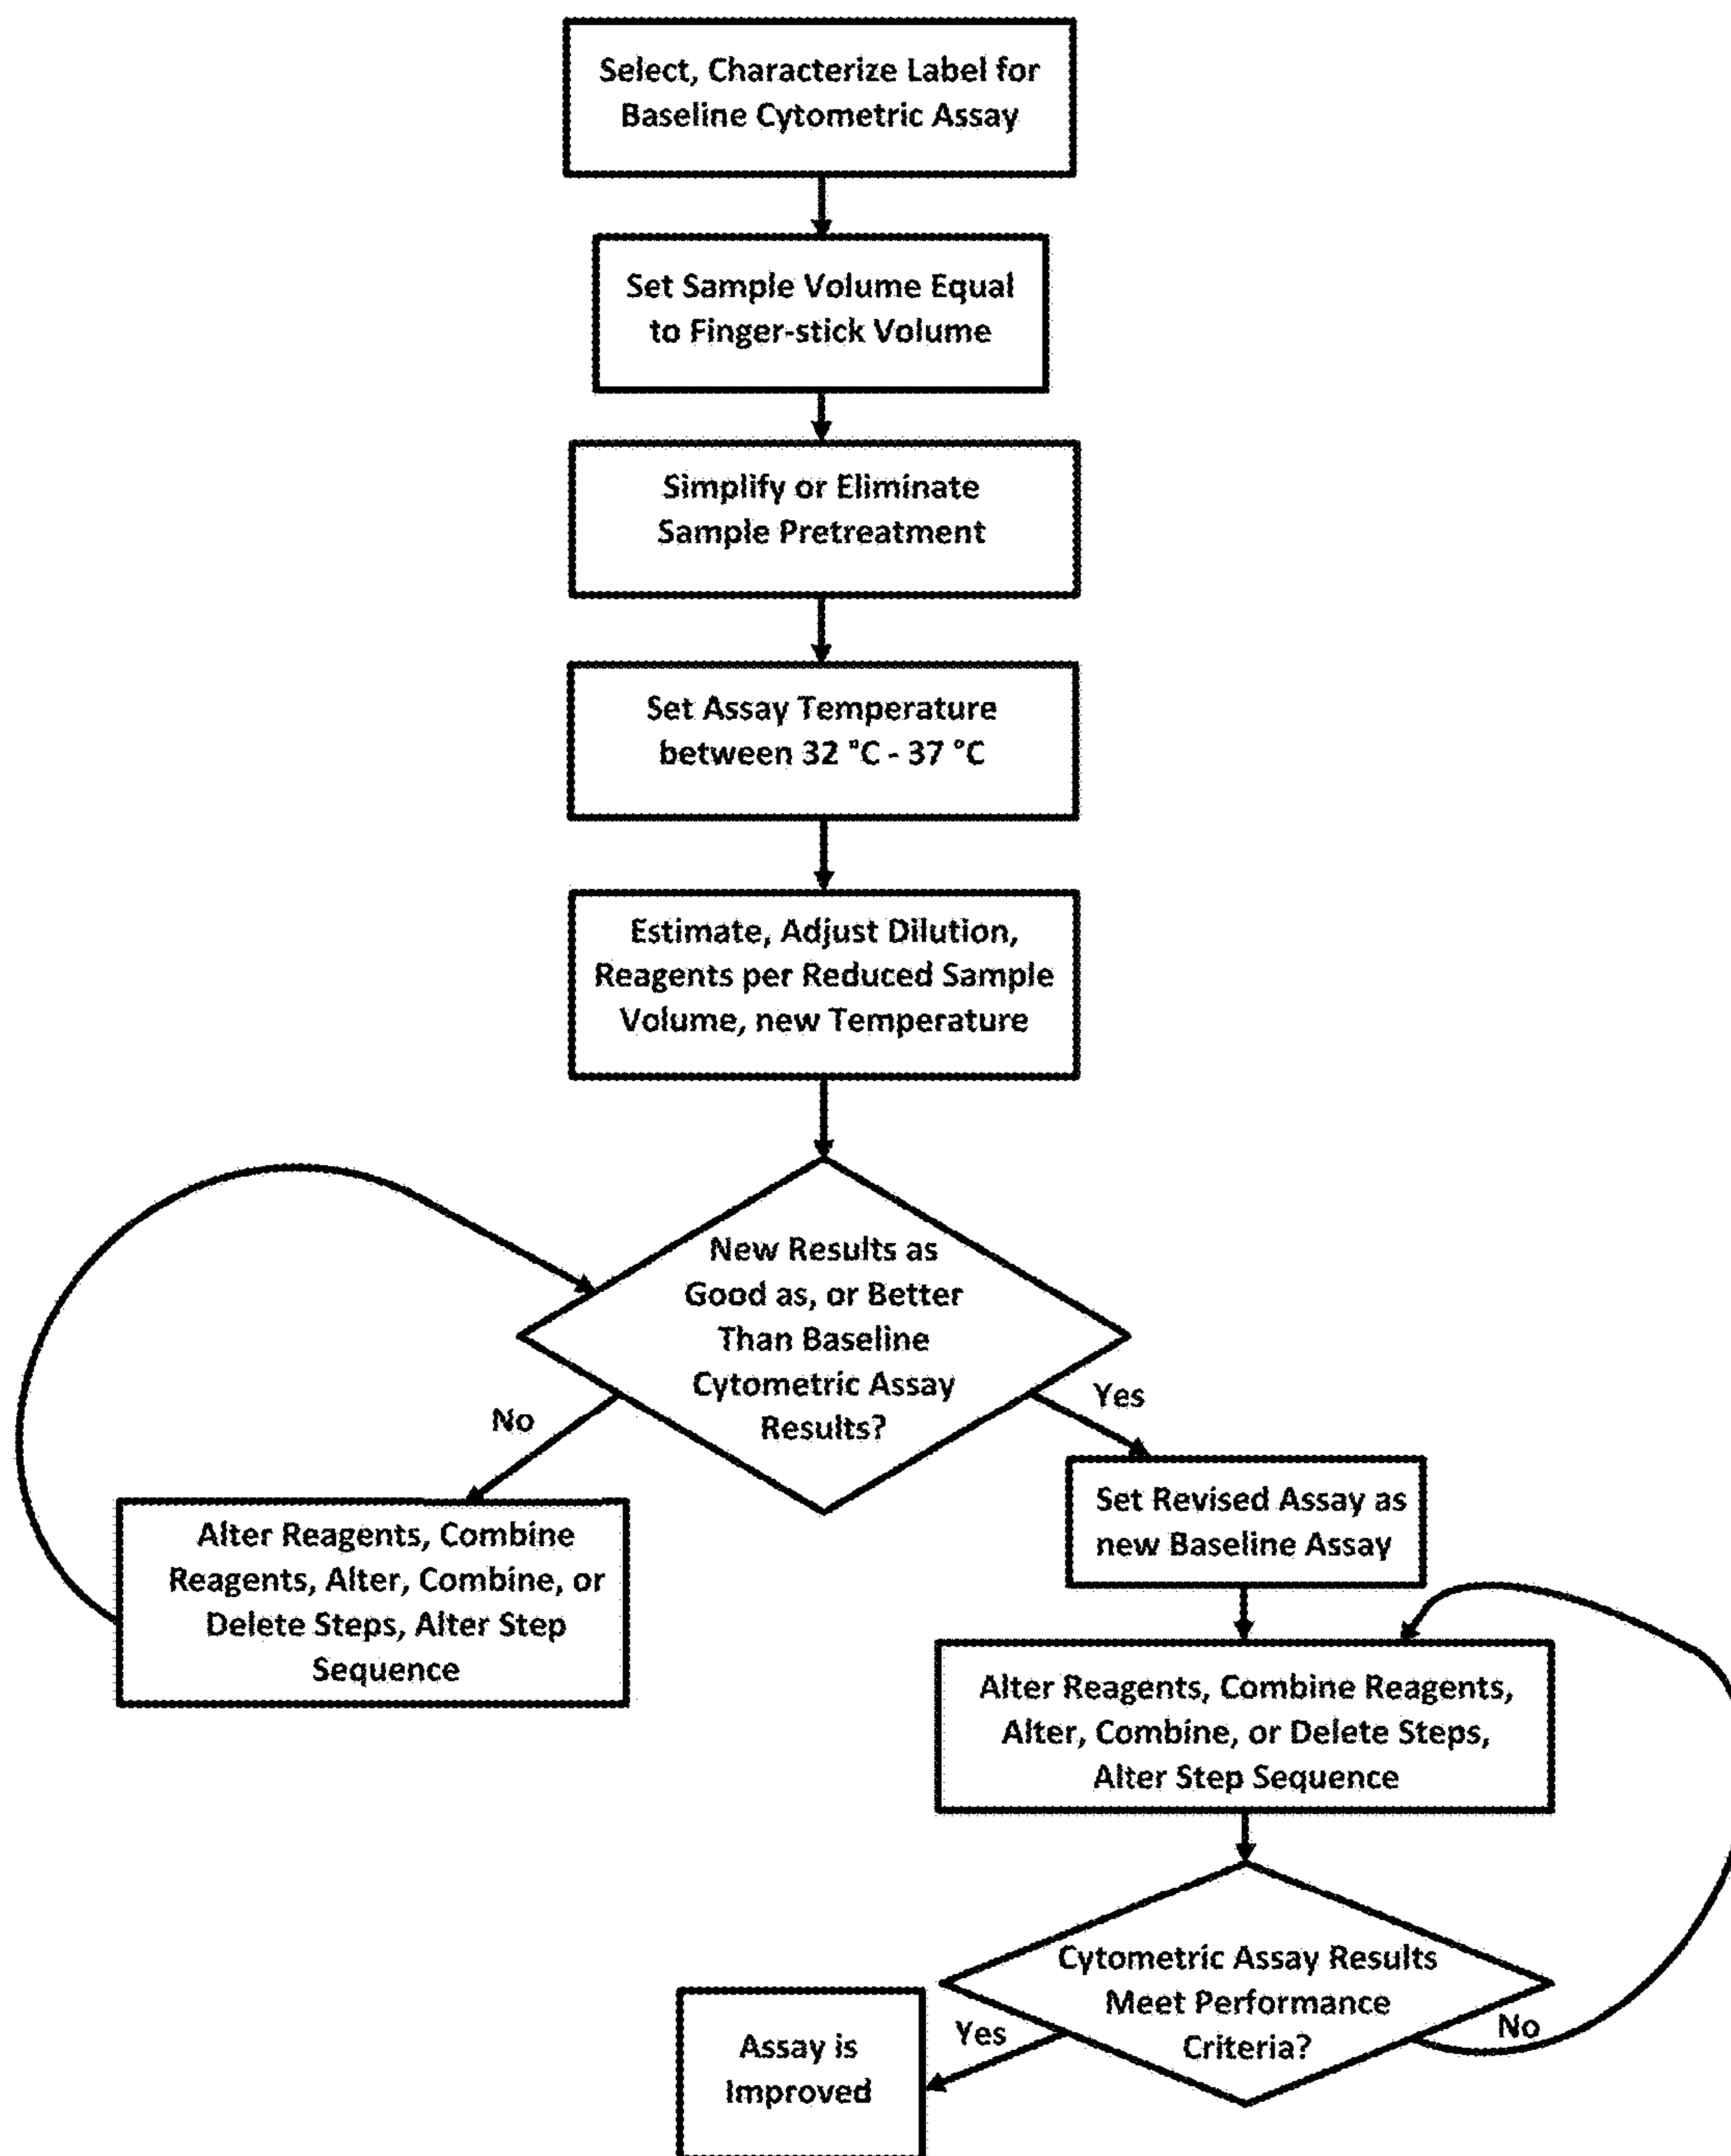 Select, Characterize Label for
Baseline Cytometric Assay
Set Sample Volume Equal
to Finger-stick Volume
Simplify or Eliminate
Sample Pretreatment
Set Assay Temperature
between 32 °C - 37 °C
Estimate, Adjust Dilution,
Reagents per Reduced Sample
Volume, new Temperature
New Results as
Good as, or Better
Than Baseline
Cytometric Assay
Results?
No
Yes
Alter Reagents, Combine
Reagents, Alter, Combine, or
Delete Steps, Alter Step
Sequence
Set Revised Assay as
new Baseline Assay
Alter Reagents, Combine Reagents,
Alter, Combine, or Delete Steps,
Alter Step Sequence
Cytometric Assay Results
Meet Performance
Criteria?
Yes
No
Assay is
Improved